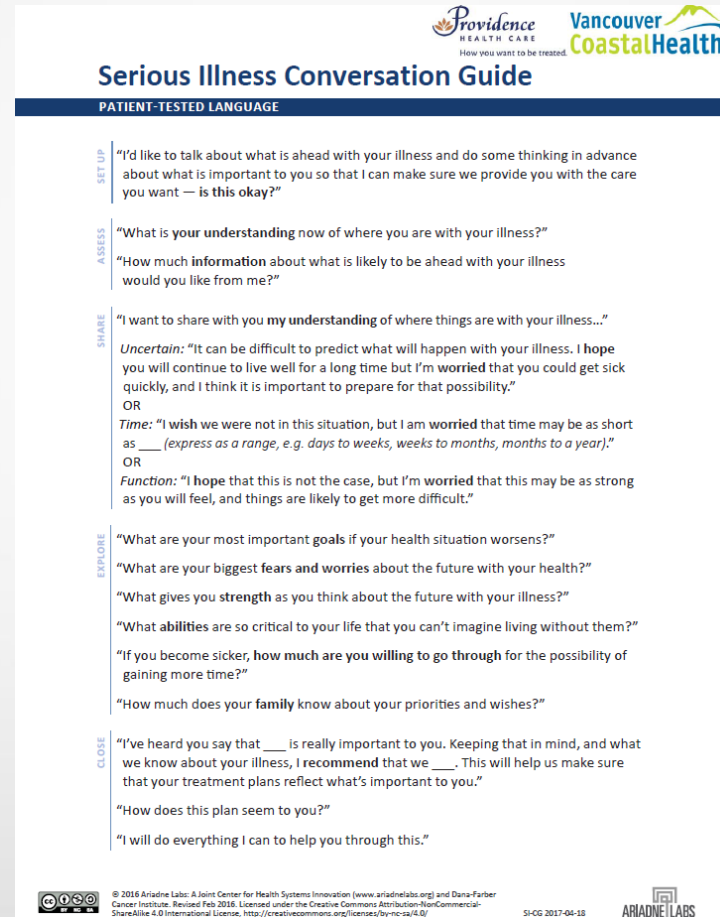 Providence
HEALTH CARE
How you want to be treated.
Vancouver
CoastalHealth
Serious Illness Conversation Guide
PATIENT-TESTED LANGUAGE
SET UP
“I’d like to talk about what is ahead with your illness and do some thinking in advance
about what is important to you so that I can make sure we provide you with the care
you want — is this okay?”
ASSESS
“What is your understanding now of where you are with your illness?”
“How much information about what is likely to be ahead with your illness
would you like from me?”
SHARE
“I want to share with you my understanding of where things are with your illness...”
Uncertain: “It can be difficult to predict what will happen with your illness. I hope
you will continue to live well for a long time but I’m worried that you could get sick
quickly, and I think it is important to prepare for that possibility.”
OR
Time: “I wish we were not in this situation, but I am worried that time may be as short
as ___ (express as a range, e.g. days to weeks, weeks to months, months to a year).”
OR
Function: “I hope that this is not the case, but I’m worried that this may be as strong
as you will feel, and things are likely to get more difficult.”
EXPLORE
“What are your most important goals if your health situation worsens?”
“What are your biggest fears and worries about the future with your health?”
“What gives you strength as you think about the future with your illness?”
“What abilities are so critical to your life that you can’t imagine living without them?”
“If you become sicker, how much are you willing to go through for the possibility of
gaining more time?”
“How much does your family know about your priorities and wishes?”
CLOSE
“I’ve heard you say that ___ is really important to you. Keeping that in mind, and what
we know about your illness, I recommend that we ___. This will help us make sure
that your treatment plans reflect what’s important to you.”
“How does this plan seem to you?”
“I will do everything I can to help you through this.”
cc
BY NC SA
© 2016 Ariadne Labs: A Joint Center for Health Systems Innovation (www.ariadnelabs.org) and Dana-Farber
Cancer Institute. Revised Feb 2016. Licensed under the Creative Commons Attribution-NonCommercial-
ShareAlike 4.0 International License, http://creativecommons.org/licenses/by-nc-sa/4.0/
SI-CG 2017-04-18
ARIADNE LABS